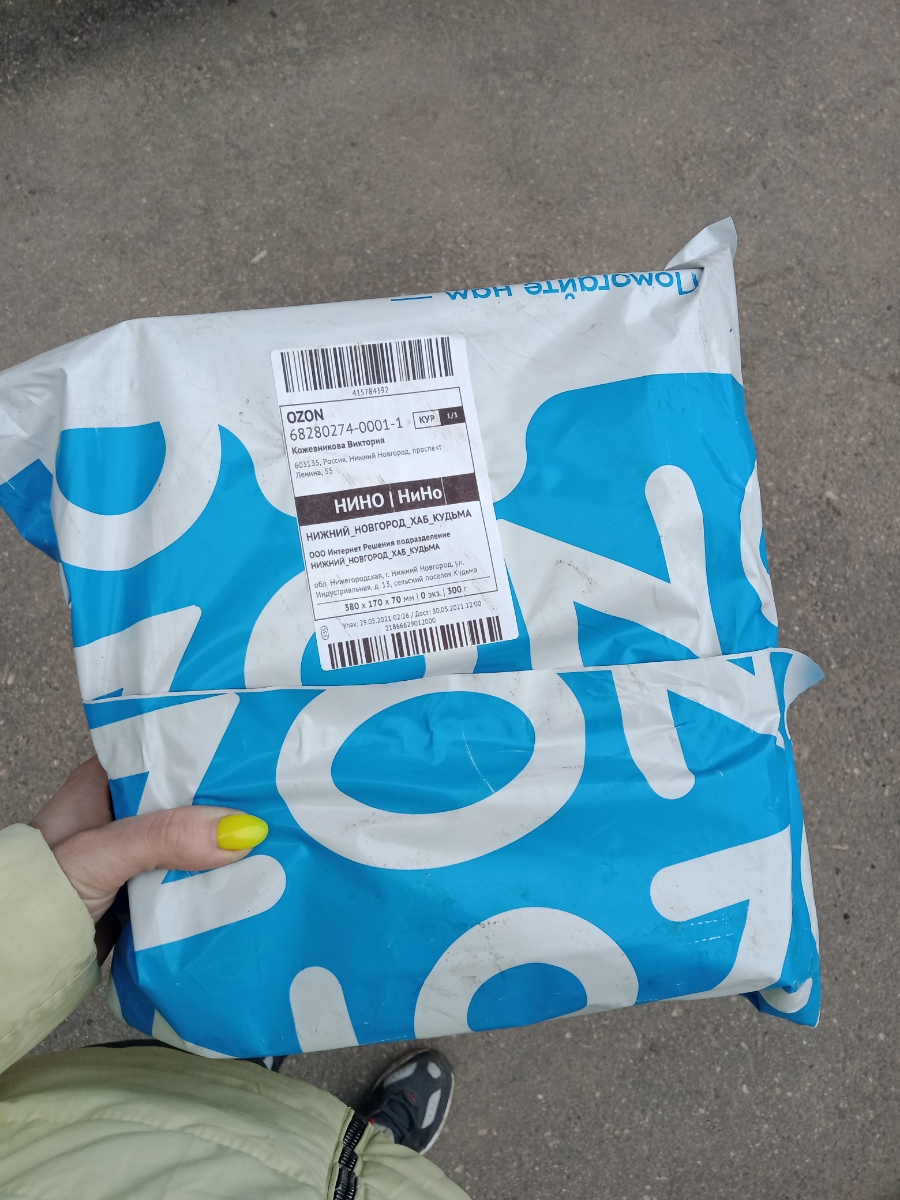 Помогайте нам —
415784392
OZON
68280274-0001-1
КУР 1/1
Кожевникова Виктория
603135, Россия, Нижний Новгород, проспект
Ленина, 55
НИНО | НиНо
НИЖНИЙ_НОВГОРОД_ХАБ_КУДЬМА
ООО Интернет Решения подразделение
НИЖНИЙ_НОВГОРОД_ХАБ_КУДЬМА
обл. Нижегородская, г. Нижний Новгород, ул.
Индустриальная, д. 13, сельский поселок Кудьма
380 x 170 x 70 мм | 0 экз. | 300 г
Упак: 29.05.2021 02:26 / Дост: 30.05.2021 22:00
21866629012000
OZON